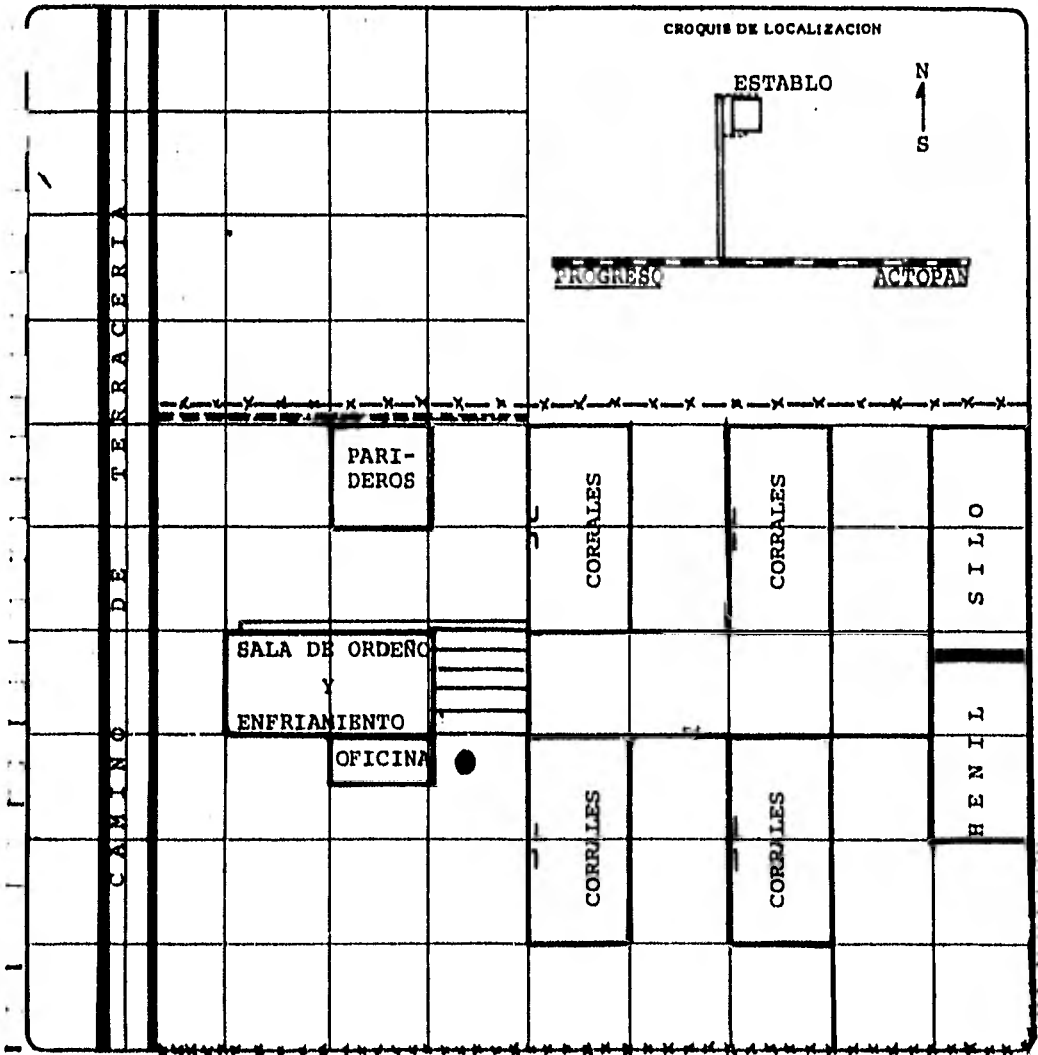 CROQUIS DE LOCALIZACION
ESTABLO
N
S
PROGRESO
ACTOPAN
CAMINO DE TERRACERIA
PARI-
DEROS
CORRALES
CORRALES
SILO
SALA DE ORDEÑO
Y
ENFRIAMIENTO
OFICINA
CORRALES
CORRALES
HENIL